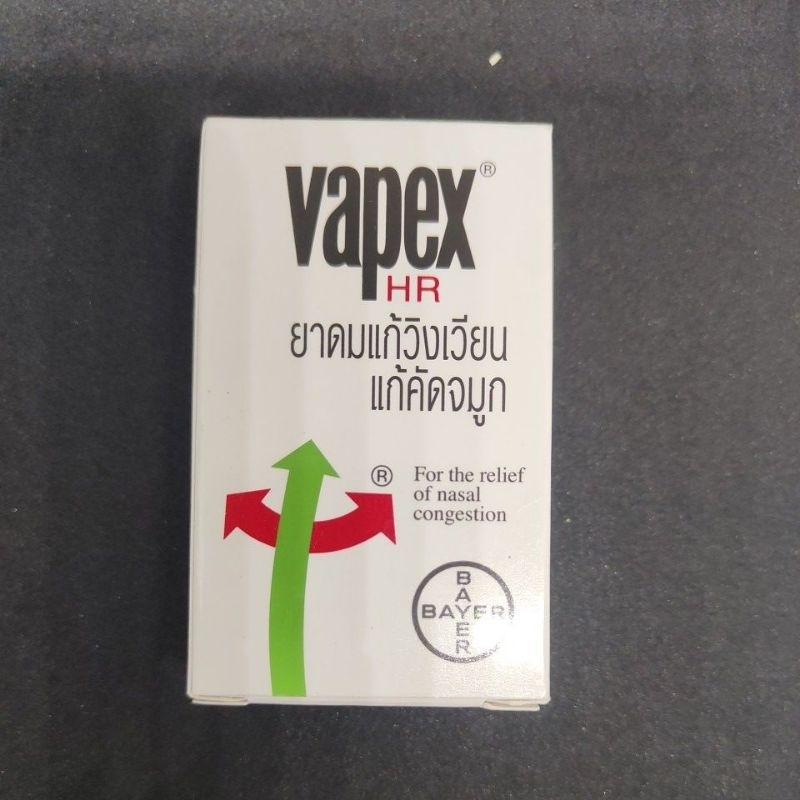 vapex®
HR
ยาดมแก้วิงเวียน
แก้คัดจมูก
® For the relief
of nasal
congestion
BAYER
BAYER